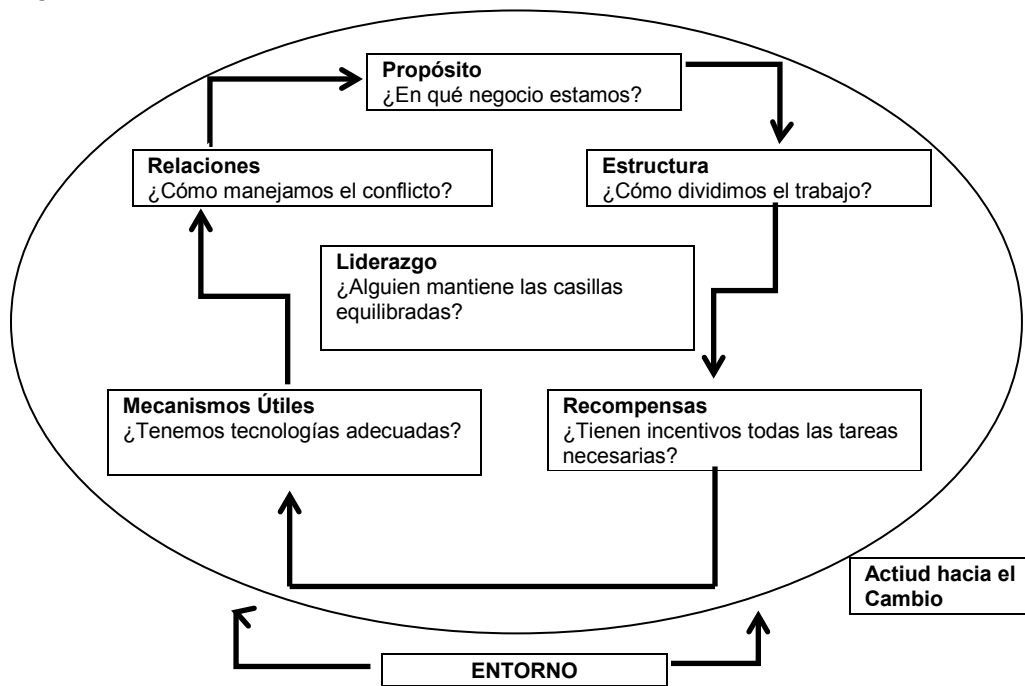 Propósito
¿En qué negocio estamos?
Relaciones
¿Cómo manejamos el conflicto?
Estructura
¿Cómo dividimos el trabajo?
Liderazgo
¿Alguien mantiene las casillas
equilibradas?
Mecanismos Útiles
¿Tenemos tecnologías adecuadas?
Recompensas
¿Tienen incentivos todas las tareas
necesarias?
Actiud hacia el
Cambio
ENTORNO